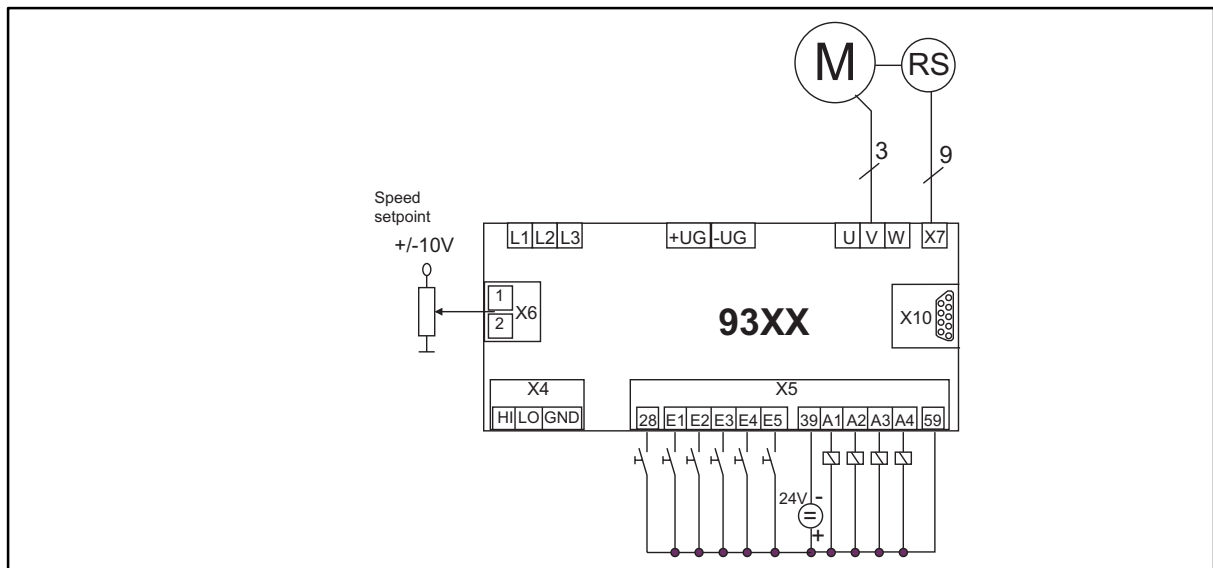 M
RS
3
9
Speed
setpoint
+/-10V
L1 L2 L3
+UG -UG
U V W
X7
1
2
X6
93XX
X10
X4
HI LO GND
X5
28 E1 E2 E3 E4 E5 39 A1 A2 A3 A4 59
24V
-
=
+